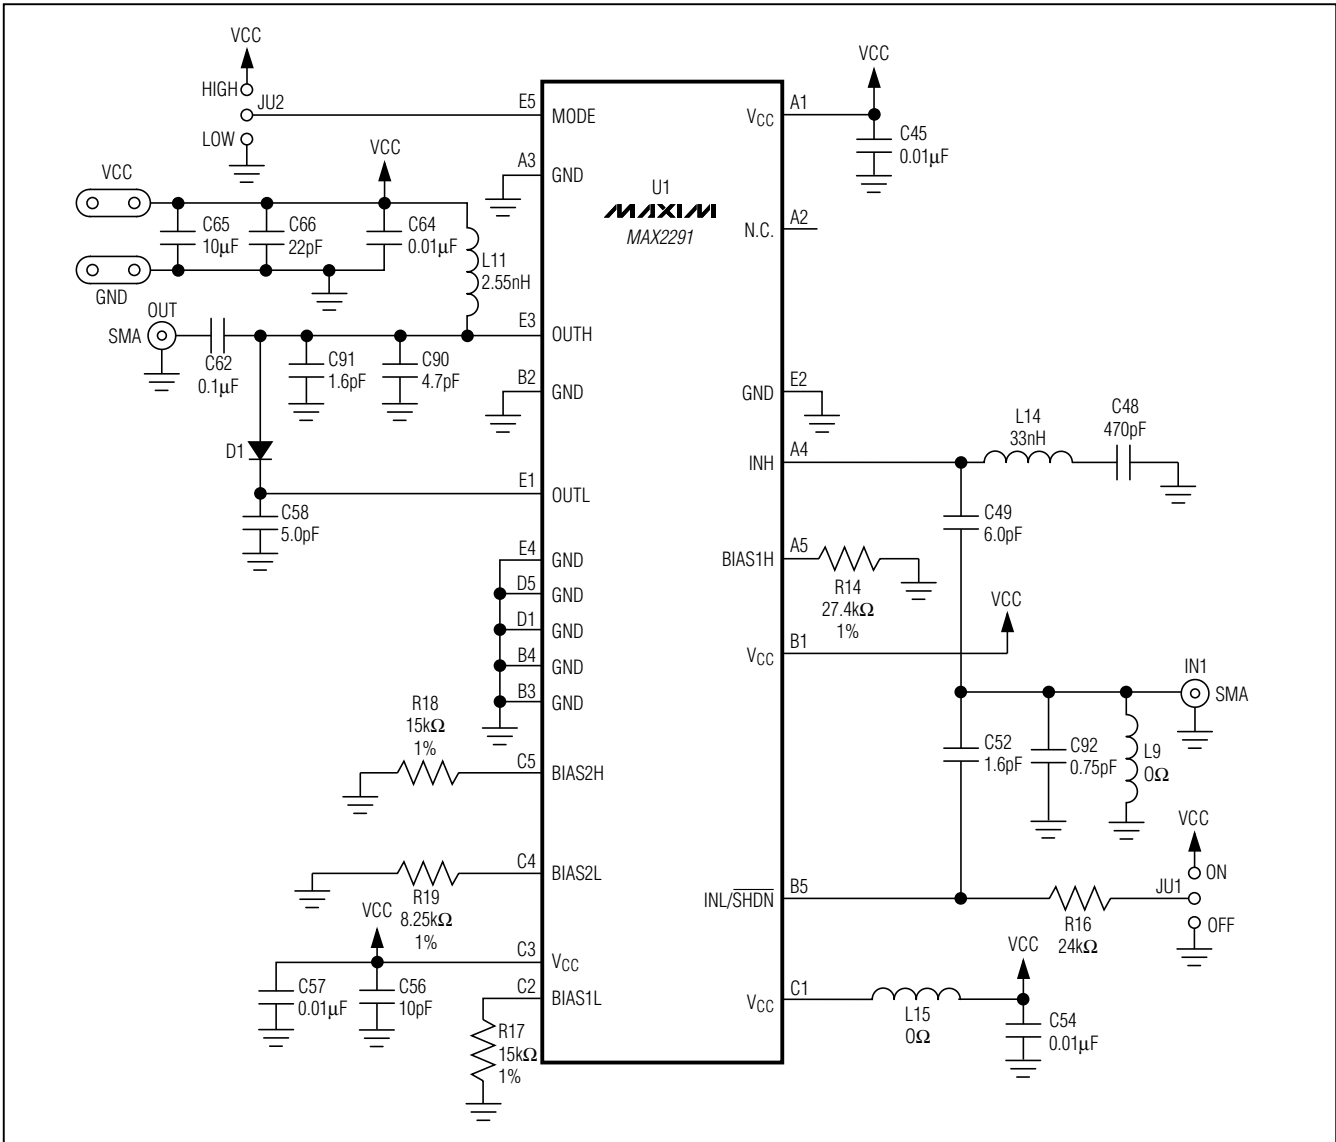 VCC
HIGH
JU2
LOW
VCC
GND
C65
10µF
C66
22pF
VCC
C64
0.01µF
L11
2.55nH
OUT
SMA
C62
0.1µF
C91
1.6pF
C90
4.7pF
D1
C58
5.0pF
R18
15kΩ
1%
R19
8.25kΩ
1%
VCC
C57
0.01µF
C56
10pF
R17
15kΩ
1%
E5
MODE
A3
GND
E3
OUTH
B2
GND
E1
OUTL
E4
GND
D5
GND
D1
GND
B4
GND
B3
GND
C5
BIAS2H
C4
BIAS2L
C3
VCC
C2
BIAS1L
U1
MAXIM
MAX2291
VCC
A1
VCC
C45
0.01µF
N.C.
A2
GND
E2
INH
A4
L14
33nH
C48
470pF
C49
6.0pF
BIAS1H
A5
R14
27.4kΩ
1%
VCC
B1
VCC
IN1
SMA
C52
1.6pF
C92
0.75pF
L9
0Ω
INL/SHDN
B5
R16
24kΩ
VCC
ON
JU1
OFF
VCC
C1
L15
0Ω
VCC
C54
0.01µF